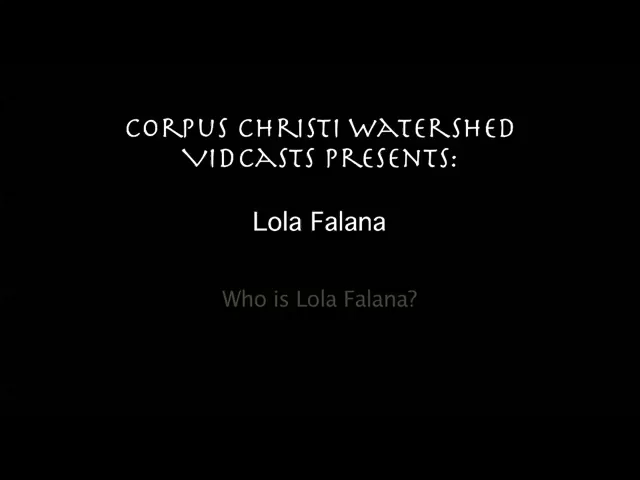 CORPUS CHRISTI WATERSHED
VIDCASTS PRESENTS:
Lola Falana
Who is Lola Falana?